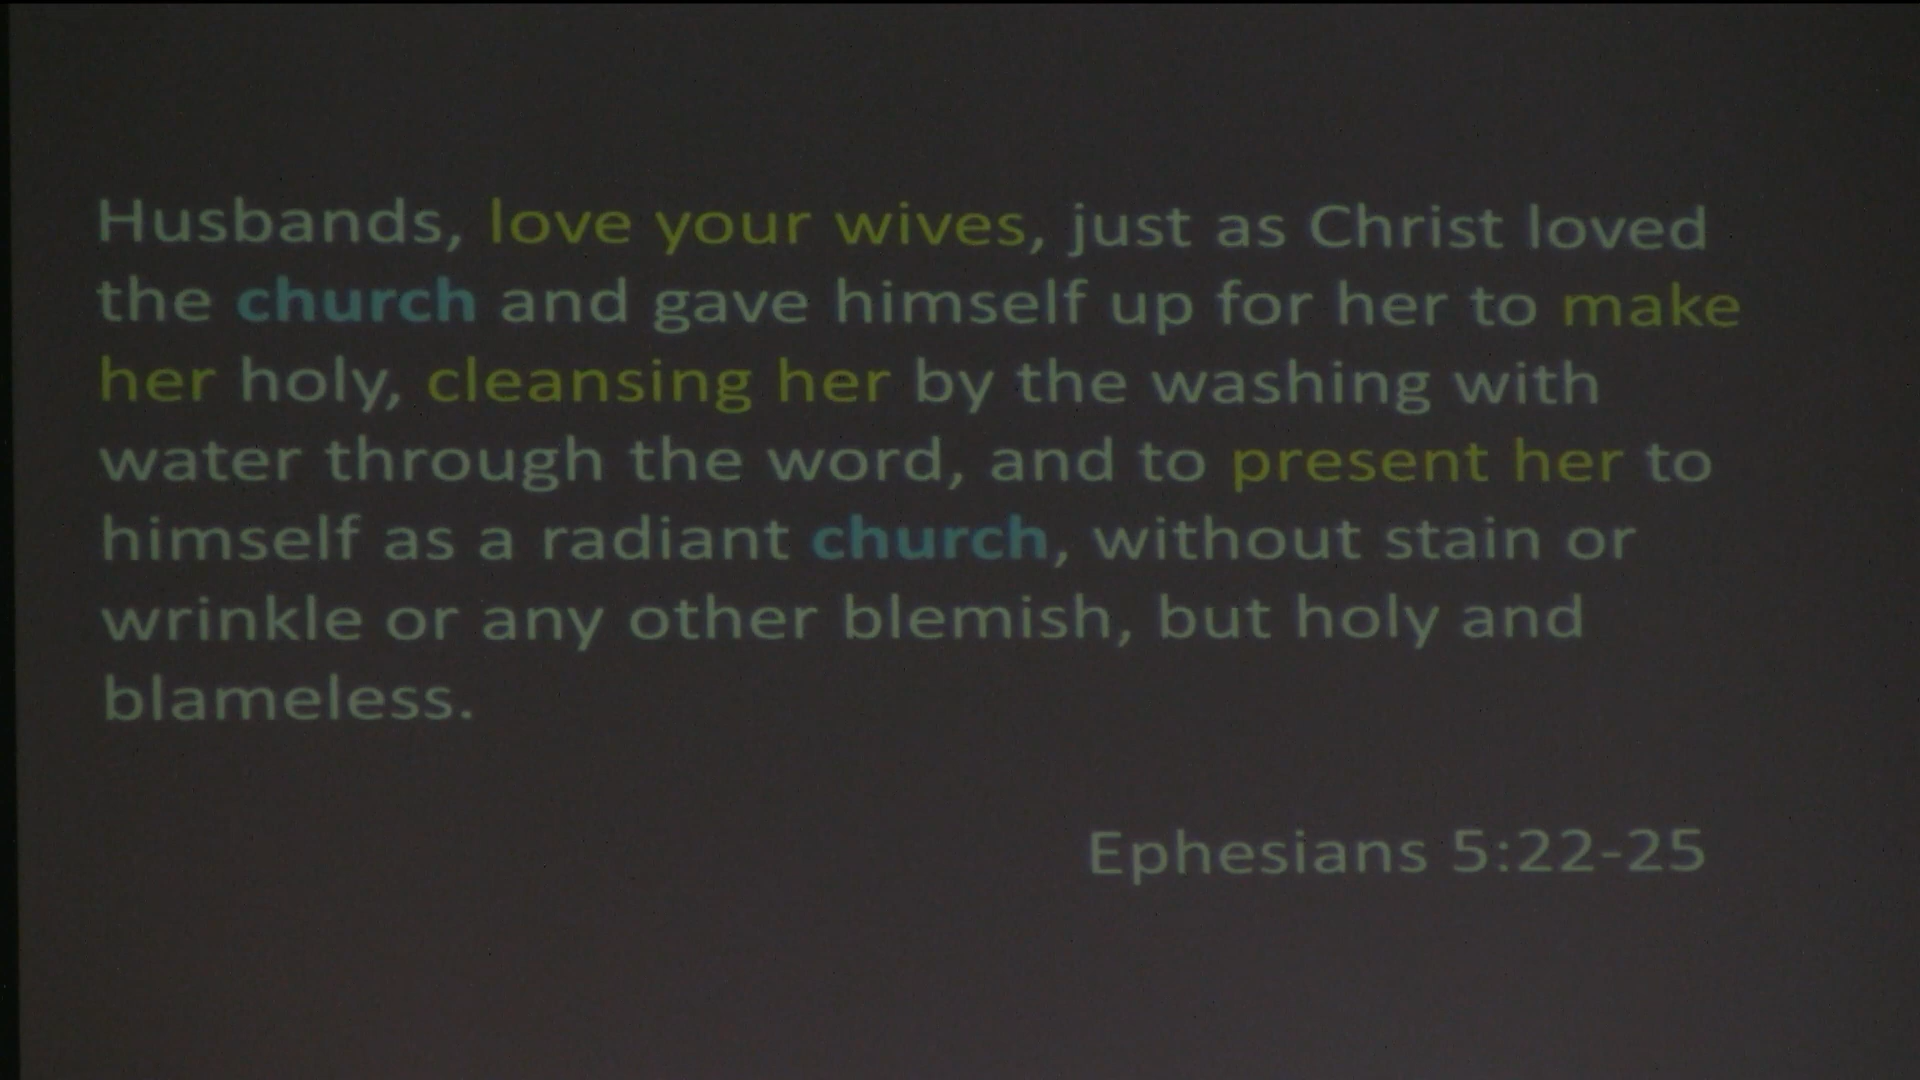 Husbands, love your wives, just as Christ loved
the church and gave himself up for her to make
her holy, cleansing her by the washing with
water through the word, and to present her to
himself as a radiant church, without stain or
wrinkle or any other blemish, but holy and
blameless.
Ephesians 5:22-25